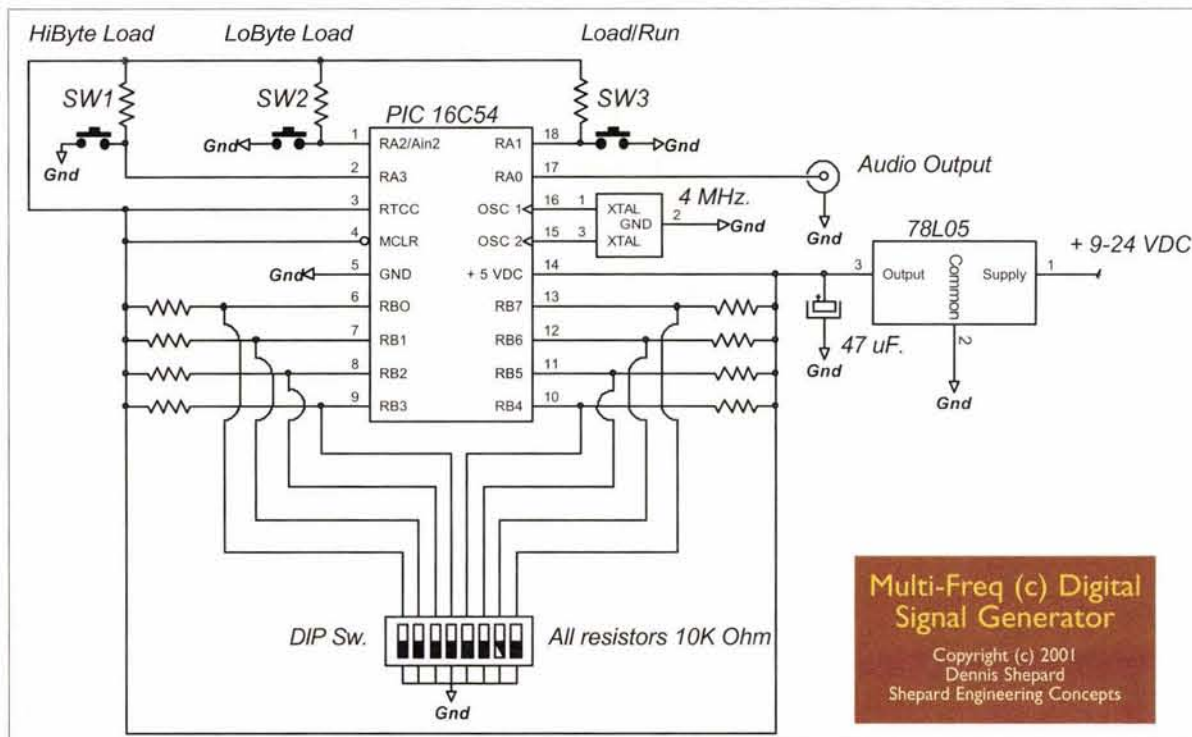 HiByte Load
LoByte Load
Load/Run
SW1
SW2
SW3
PIC 16C54
Gnd
Gnd
Gnd
1
RA2/Ain2
RA1
18
2
RA3
RA0
17
Audio Output
Gnd
3
RTCC
OSC 1
16
1
XTAL
GND
2
4 MHz.
Gnd
4
MCLR
OSC 2
15
3
XTAL
Gnd
5
GND
+ 5 VDC
14
78L05
3
Output
Common
Supply
1
+ 9-24 VDC
2
Gnd
47 uF.
+
Gnd
6
RBO
RB7
13
7
RB1
RB6
12
8
RB2
RB5
11
9
RB3
RB4
10
DIP Sw.
All resistors 10K Ohm
Gnd
Multi-Freq (c) Digital
Signal Generator
Copyright (c) 2001
Dennis Shepard
Shepard Engineering Concepts